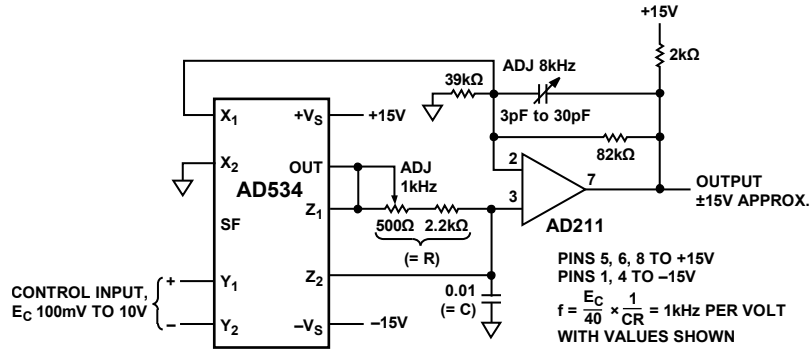 +15V
2kΩ
ADJ 8kHz
39kΩ
3pF to 30pF
82kΩ
X1
+VS
+15V
X2
OUT
ADJ
1kHz
AD534
Z1
500Ω
2.2kΩ
(= R)
SF
2
3
7
AD211
OUTPUT
±15V APPROX.
CONTROL INPUT,
EC 100mV TO 10V
+
–
Y1
Y2
Z2
0.01
(= C)
–VS
–15V
PINS 5, 6, 8 TO +15V
PINS 1, 4 TO –15V
f = EC/40 × 1/CR = 1kHz PER VOLT
WITH VALUES SHOWN